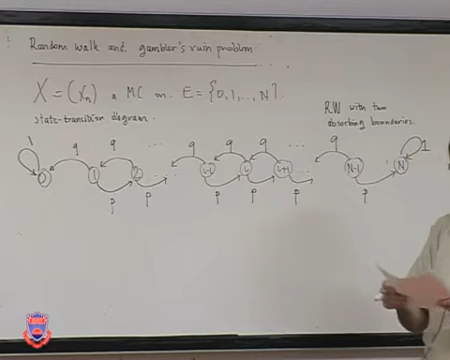 Random walk and gambler's ruin problem.
X = (Xn) a MC on E = {0,1,..,N}.
state-transition diagram.
RW with two
absorbing boundaries.
1 q q ... q q q ... q 1
0 1 2 i-1 i i+1 N-1 N
p p p p p p